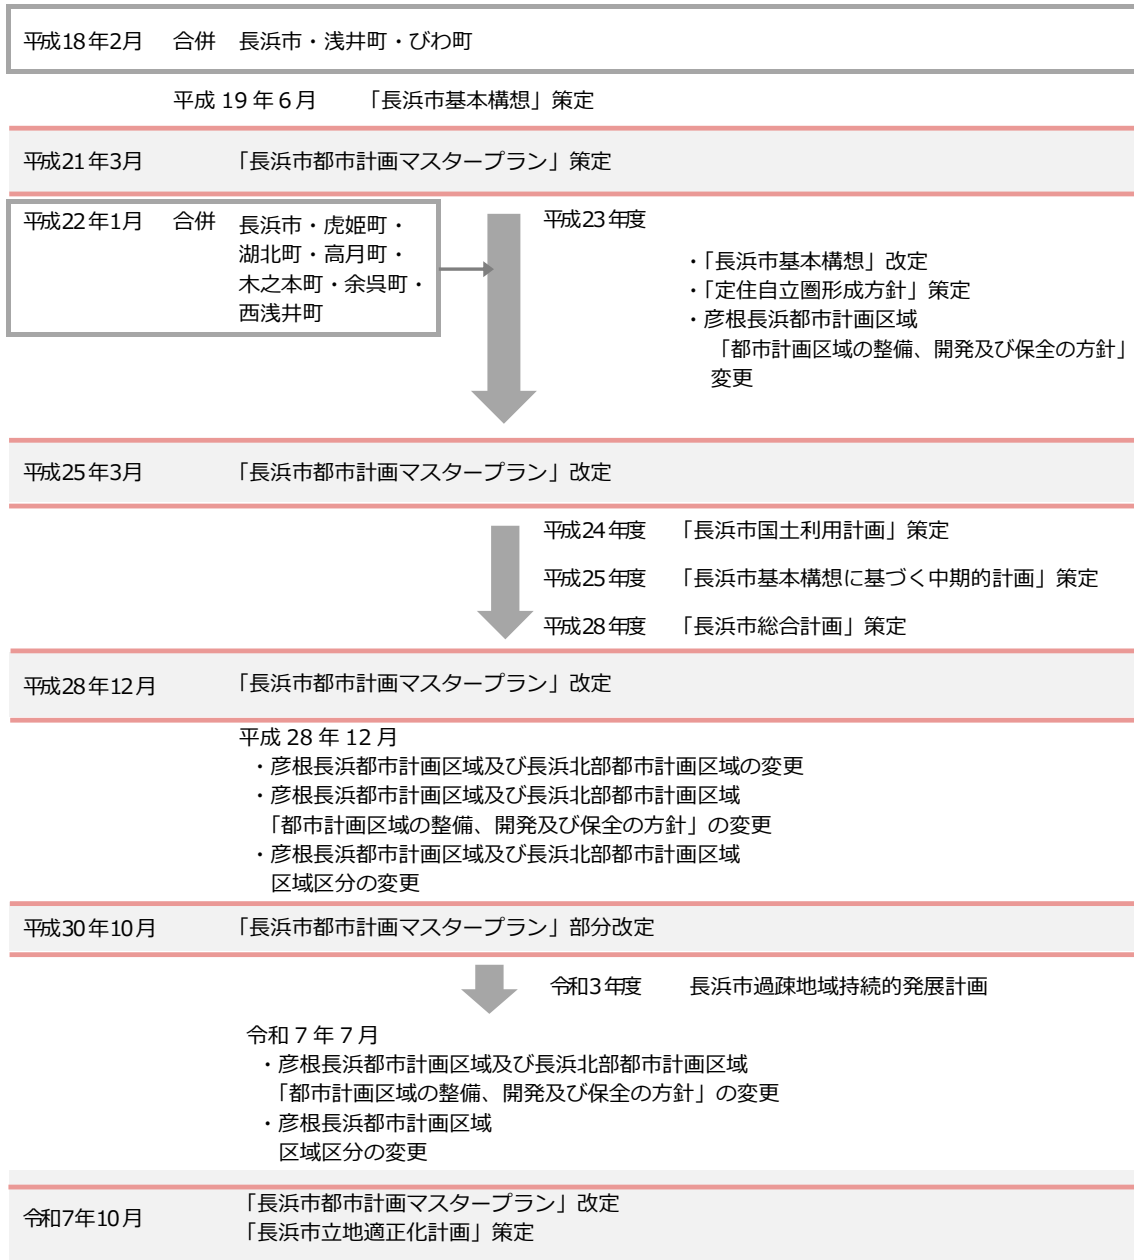 平成18年2月 合併 長浜市・浅井町・びわ町
平成 19 年 6 月 「長浜市基本構想」策定
平成21年3月 「長浜市都市計画マスタープラン」策定
平成22年1月 合併 長浜市・虎姫町・
湖北町・高月町・
木之本町・余呉町・
西浅井町
平成23年度
・「長浜市基本構想」改定
・「定住自立圏形成方針」策定
・彦根長浜都市計画区域
「都市計画区域の整備、開発及び保全の方針」
変更
平成25年3月 「長浜市都市計画マスタープラン」改定
平成24年度 「長浜市国土利用計画」策定
平成25年度 「長浜市基本構想に基づく中期的計画」策定
平成28年度 「長浜市総合計画」策定
平成28年12月 「長浜市都市計画マスタープラン」改定
平成 28 年 12 月
・彦根長浜都市計画区域及び長浜北部都市計画区域の変更
・彦根長浜都市計画区域及び長浜北部都市計画区域
「都市計画区域の整備、開発及び保全の方針」の変更
・彦根長浜都市計画区域及び長浜北部都市計画区域
区域区分の変更
平成30年10月 「長浜市都市計画マスタープラン」部分改定
令和3年度 長浜市過疎地域持続的発展計画
令和 7 年 7 月
・彦根長浜都市計画区域及び長浜北部都市計画区域
「都市計画区域の整備、開発及び保全の方針」の変更
・彦根長浜都市計画区域
区域区分の変更
令和7年10月 「長浜市都市計画マスタープラン」改定
「長浜市立地適正化計画」策定